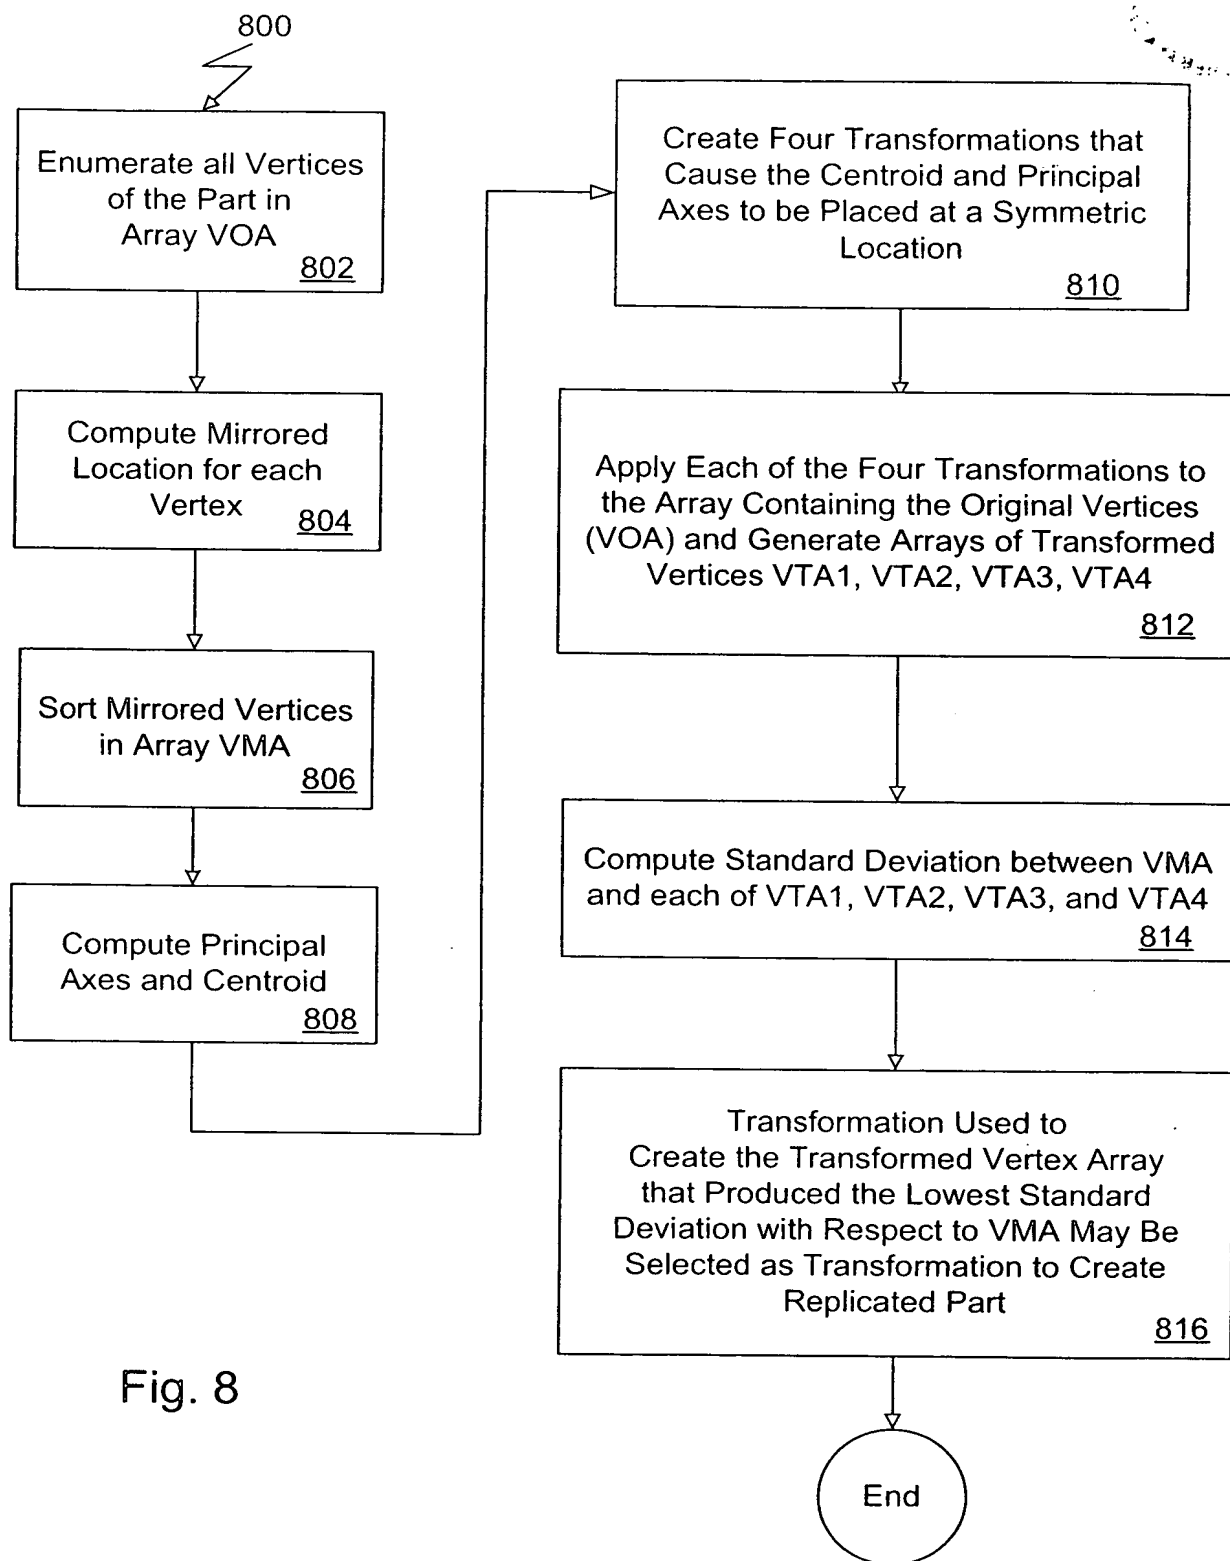 800
Enumerate all Vertices
of the Part in
Array VOA
802
Compute Mirrored
Location for each
Vertex
804
Sort Mirrored Vertices
in Array VMA
806
Compute Principal
Axes and Centroid
808
Create Four Transformations that
Cause the Centroid and Principal
Axes to be Placed at a Symmetric
Location
810
Apply Each of the Four Transformations to
the Array Containing the Original Vertices
(VOA) and Generate Arrays of Transformed
Vertices VTA1, VTA2, VTA3, VTA4
812
Compute Standard Deviation between VMA
and each of VTA1, VTA2, VTA3, and VTA4
814
Transformation Used to
Create the Transformed Vertex Array
that Produced the Lowest Standard
Deviation with Respect to VMA May Be
Selected as Transformation to Create
Replicated Part
816
End
Fig. 8